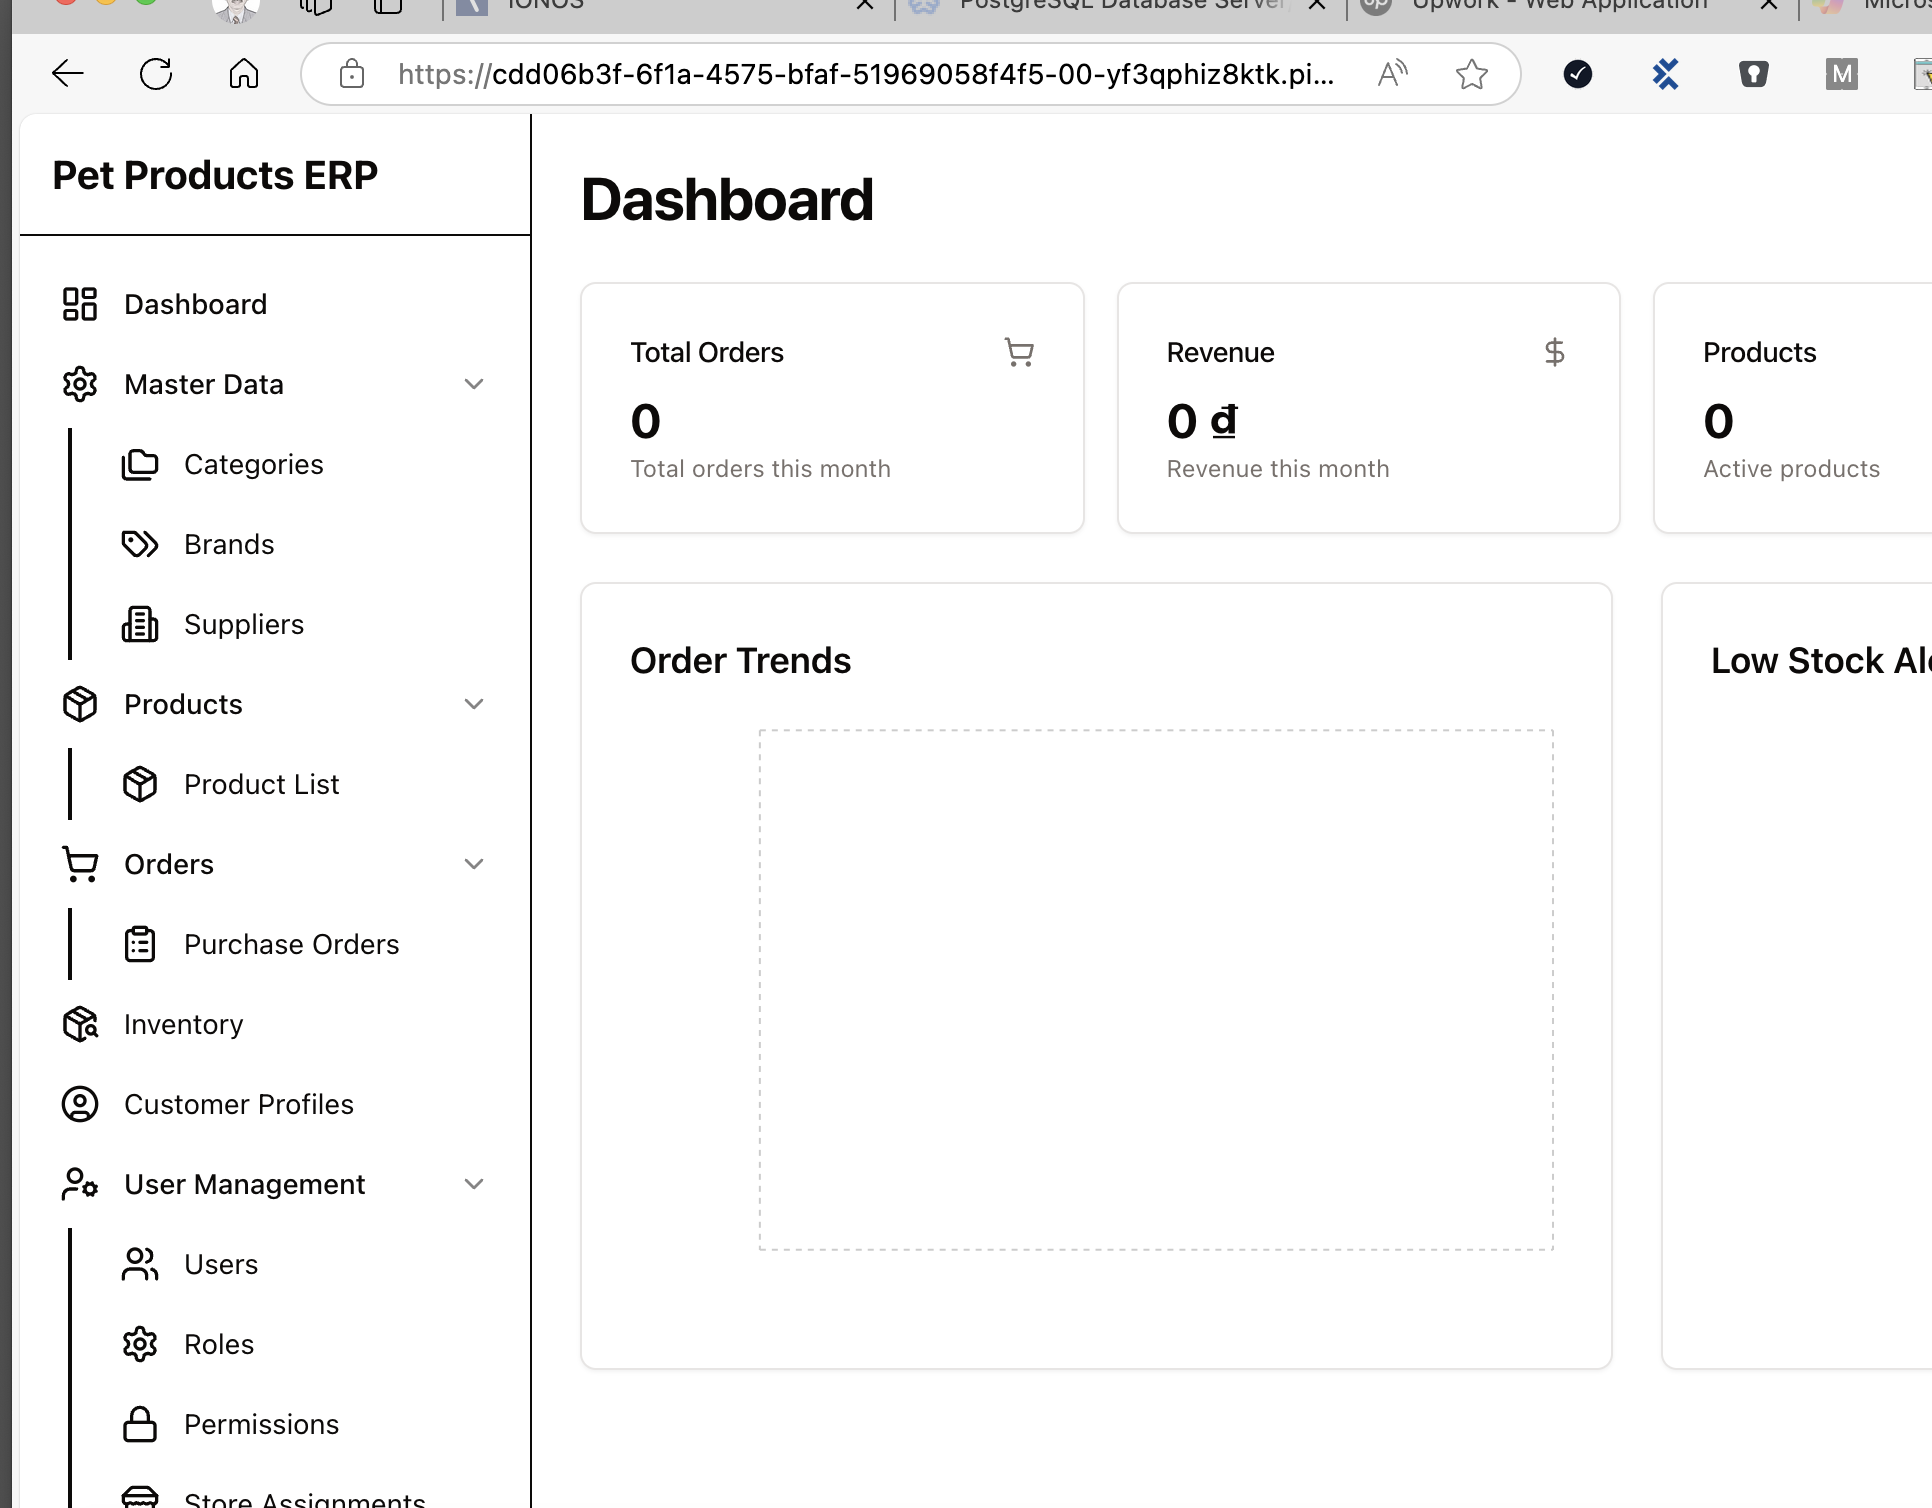 IONOS
PostgreSQL Database Server
Upwork - Web Application
https://cdd06b3f-6f1a-4575-bfaf-51969058f4f5-00-yf3qphiz8ktk.pi...
M
Pet Products ERP
Dashboard
Master Data
Categories
Brands
Suppliers
Products
Product List
Orders
Purchase Orders
Inventory
Customer Profiles
User Management
Users
Roles
Permissions
Store Assignments
Dashboard
Total Orders
0
Total orders this month
Revenue
0 ₫
Revenue this month
Products
0
Active products
Order Trends
Low Stock